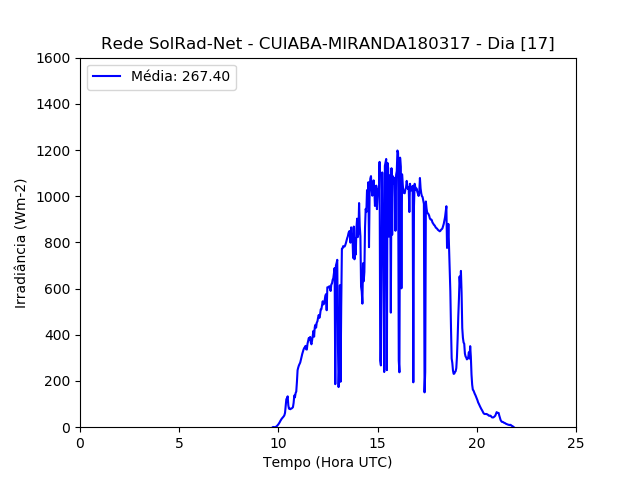 Rede SolRad-Net - CUIABA-MIRANDA180317 - Dia [17]
Média: 267.40
Irradiância (Wm-2)
1600
1400
1200
1000
800
600
400
200
0
0 5 10 15 20 25
Tempo (Hora UTC)